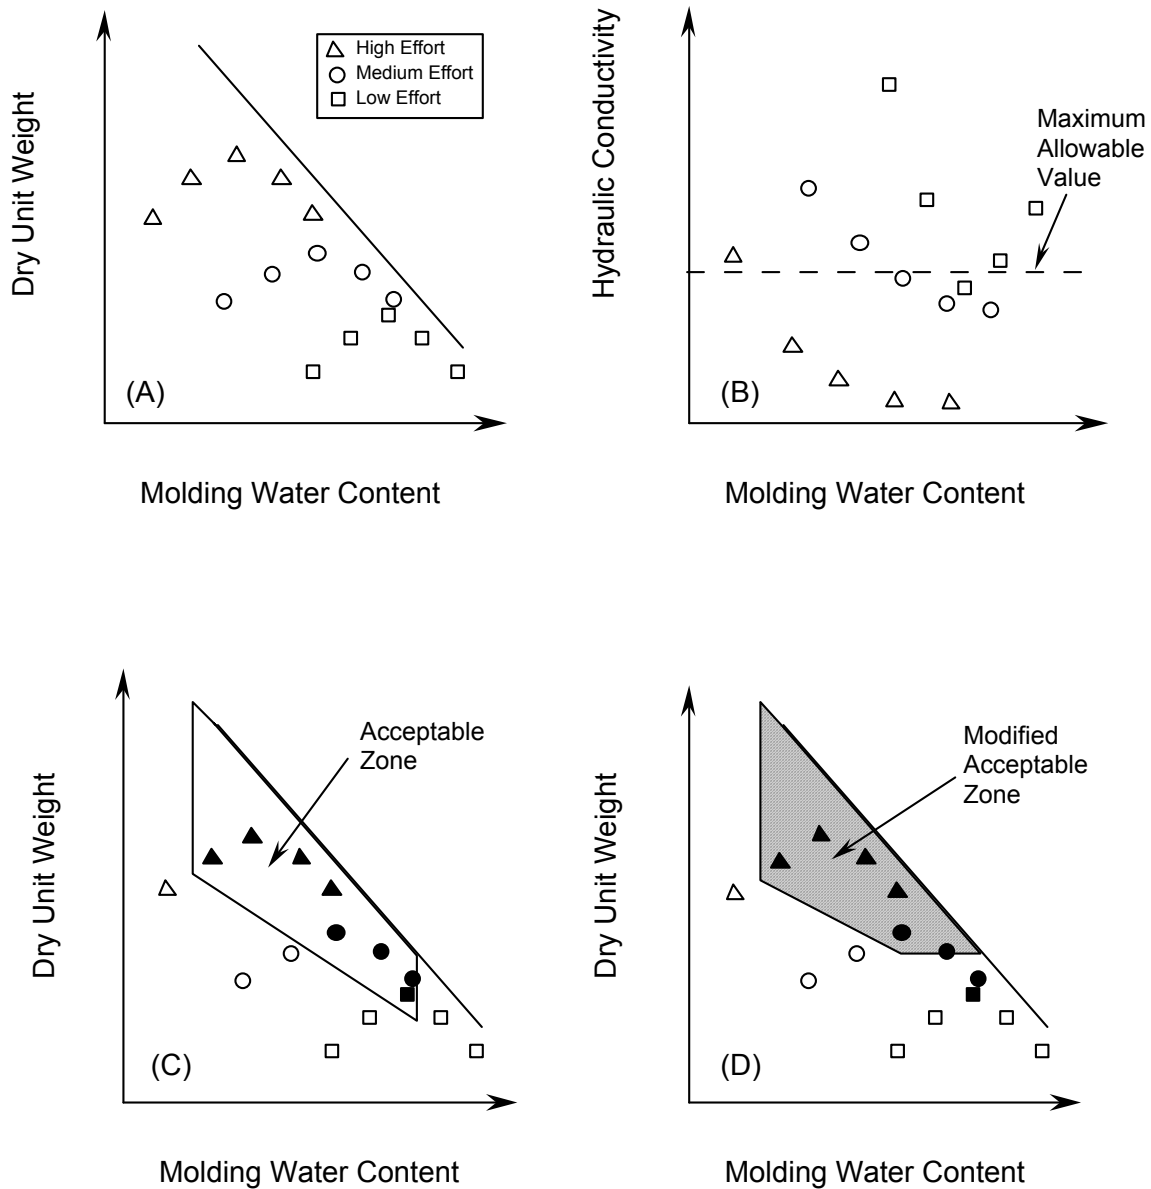 Dry Unit Weight
High Effort
Medium Effort
Low Effort
(A)
Molding Water Content
Hydraulic Conductivity
Maximum
Allowable
Value
(B)
Molding Water Content
Dry Unit Weight
Acceptable
Zone
(C)
Molding Water Content
Dry Unit Weight
Modified
Acceptable
Zone
(D)
Molding Water Content